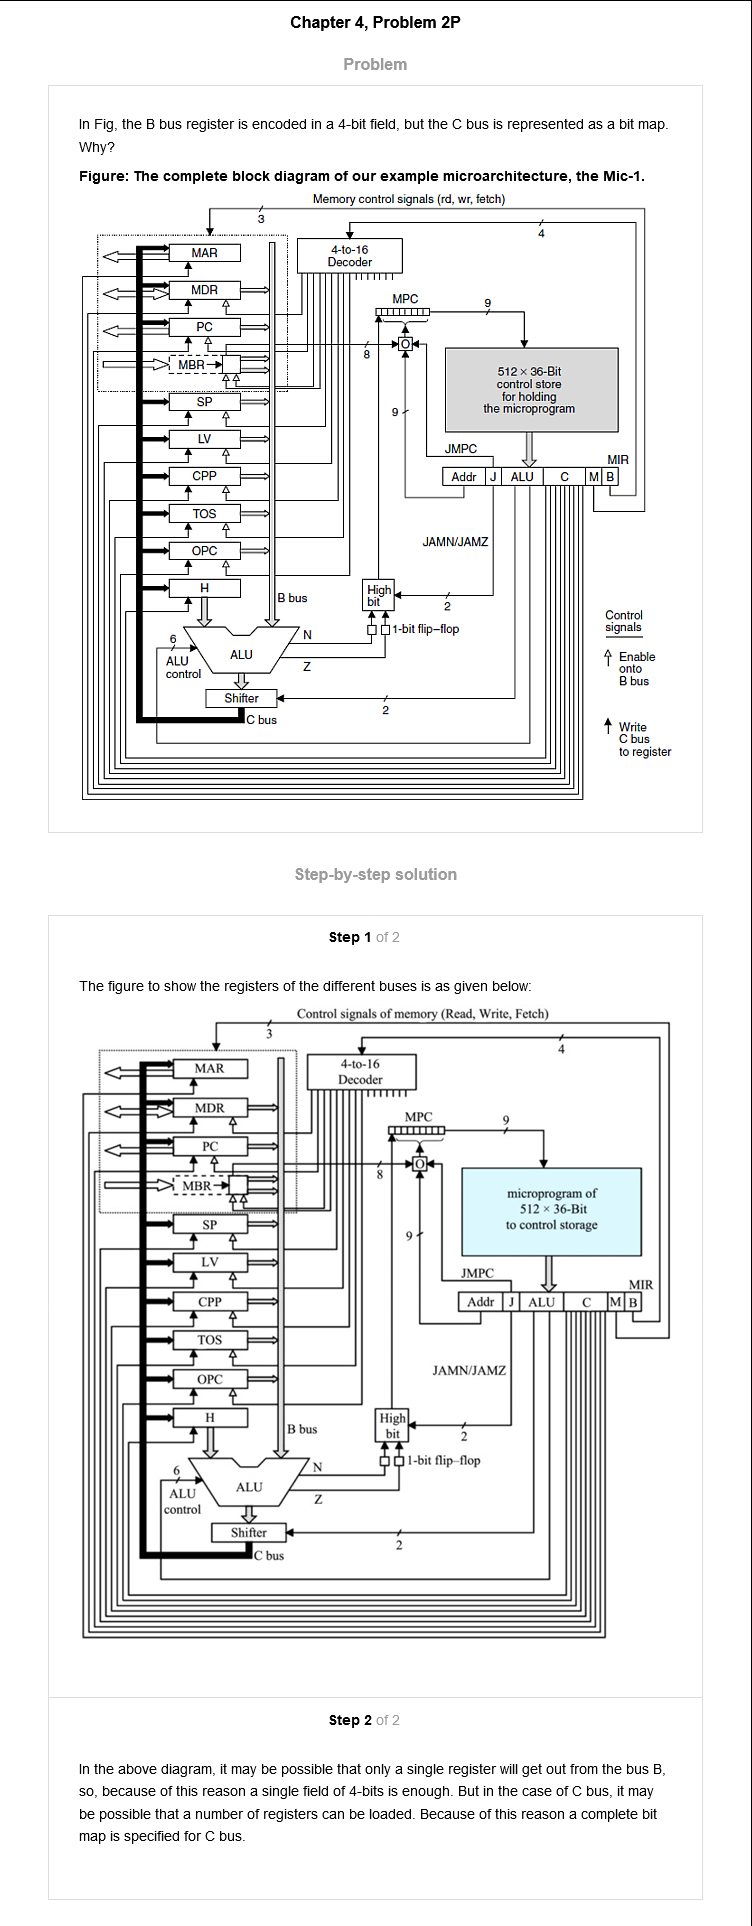 Chapter 4, Problem 2P
Problem
In Fig, the B bus register is encoded in a 4-bit field, but the C bus is represented as a bit map.
Why?
Figure: The complete block diagram of our example microarchitecture, the Mic-1.
Memory control signals (rd, wr, fetch)
3
4
MAR
4-to-16
Decoder
MDR
MPC
9
PC
O
8
MBR
512 × 36-Bit
control store
for holding
the microprogram
SP
9
LV
JMPC
MIR
CPP
Addr J ALU C M B
TOS
JAMN/JAMZ
OPC
H
High
bit
B bus
2
1-bit flip–flop
Control
signals
6
N
ALU
control
ALU
Z
Enable
onto
B bus
Shifter
2
C bus
Write
C bus
to register
Step-by-step solution
Step 1 of 2
The figure to show the registers of the different buses is as given below:
Control signals of memory (Read, Write, Fetch)
3
4
MAR
4-to-16
Decoder
MDR
MPC
9
PC
O
8
MBR
microprogram of
512 × 36-Bit
to control storage
SP
9
LV
JMPC
MIR
CPP
Addr J ALU C M B
TOS
JAMN/JAMZ
OPC
H
High
bit
B bus
2
1-bit flip–flop
6
N
ALU
control
ALU
Z
Shifter
2
C bus
Step 2 of 2
In the above diagram, it may be possible that only a single register will get out from the bus B,
so, because of this reason a single field of 4-bits is enough. But in the case of C bus, it may
be possible that a number of registers can be loaded. Because of this reason a complete bit
map is specified for C bus.